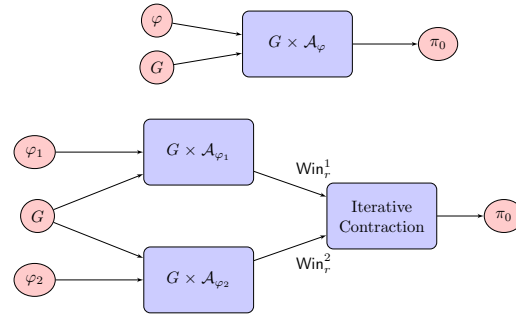 φ
G
G × 𝒜_φ
π₀
φ₁
G × 𝒜_φ₁
Win_r^1
G
Iterative
Contraction
π₀
Win_r^2
φ₂
G × 𝒜_φ₂